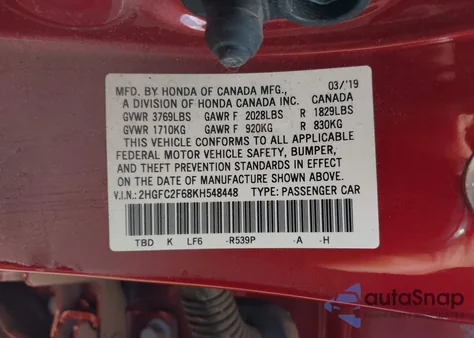 MFD. BY HONDA OF CANADA MFG., 03/'19
A DIVISION OF HONDA CANADA INC. CANADA
GVWR 3769LBS GAWR F 2028LBS R 1829LBS
GVWR 1710KG GAWR F 920KG R 830KG
THIS VEHICLE CONFORMS TO ALL APPLICABLE
FEDERAL MOTOR VEHICLE SAFETY, BUMPER,
AND THEFT PREVENTION STANDARDS IN EFFECT
ON THE DATE OF MANUFACTURE SHOWN ABOVE.
V.I.N.: 2HGFC2F68KH548448 TYPE: PASSENGER CAR
TBD K LF6 -R539P -A -H
autoSnap